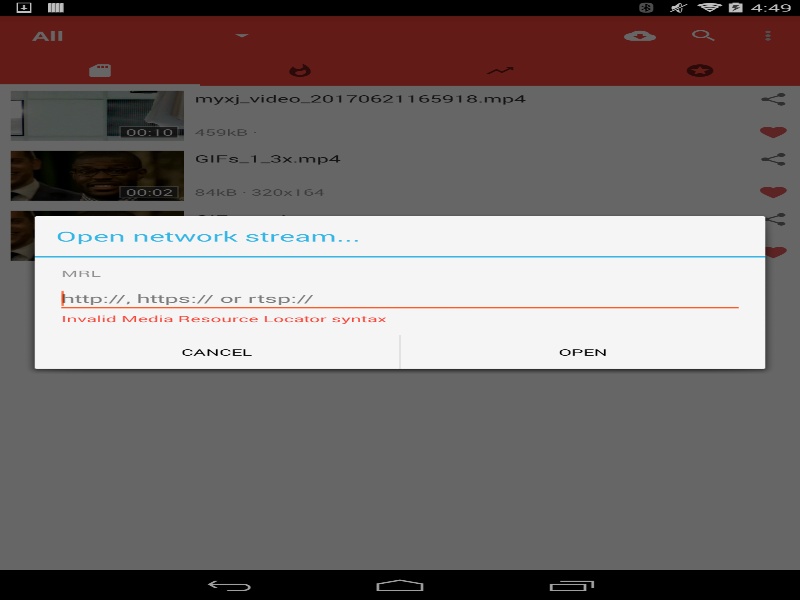 4:49
All
myxj_video_20170621165918.mp4
00:10
459kB ·
GIFs_1_3x.mp4
00:02
84kB · 320x164
Open network stream...
MRL
http://, https:// or rtsp://
Invalid Media Resource Locator syntax
CANCEL
OPEN